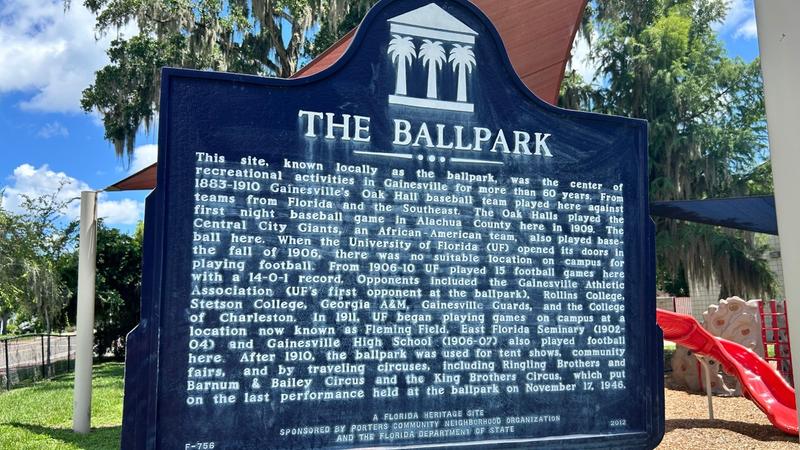 THE BALLPARK
This site, known locally as the ballpark, was the center of
recreational activities in Gainesville for more than 60 years. From
1883-1910 Gainesville's Oak Hall baseball team played here against
teams from Florida and the Southeast. The Oak Halls played the
first night baseball game in Alachua County here in 1909. The
Central City Giants, an African-American team, also played base-
ball here. When the University of Florida (UF) opened its doors in
the fall of 1906, there was no suitable location on campus for
playing football. From 1906-10 UF played 15 football games here
with a 14-0-1 record. Opponents included the Gainesville Athletic
Association (UF's first opponent at the ballpark), Rollins College,
Stetson College, Georgia A&M, Gainesville Guards, and the College
of Charleston. In 1911, UF began playing games on campus at a
location now known as Fleming Field. East Florida Seminary (1902-
04) and Gainesville High School (1906-07) also played football
here. After 1910, the ballpark was used for tent shows, community
fairs, and by traveling circuses, including Ringling Brothers and
Barnum & Bailey Circus and the King Brothers Circus, which put
on the last performance held at the ballpark on November 17, 1946.
A FLORIDA HERITAGE SITE
SPONSORED BY PORTERS COMMUNITY NEIGHBORHOOD ORGANIZATION
AND THE FLORIDA DEPARTMENT OF STATE
F-756
2012